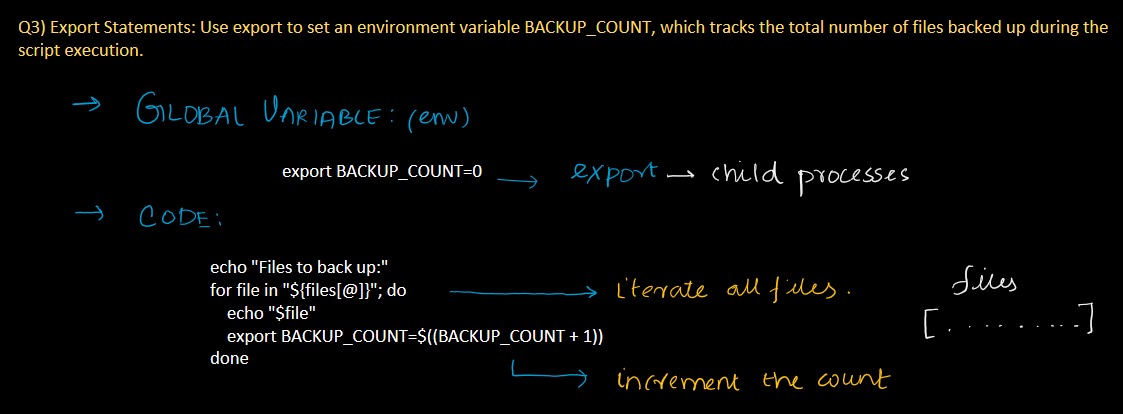 Q3) Export Statements: Use export to set an environment variable BACKUP_COUNT, which tracks the total number of files backed up during the
script execution.
→ GLOBAL VARIABLE: (env)
export BACKUP_COUNT=0 → export → child processes
→ CODE:
echo "Files to back up:"
for file in "${files[@]}"; do → iterate all files.
echo "$file"
export BACKUP_COUNT=$((BACKUP_COUNT + 1))
done
files
[..........]
→ increment the count